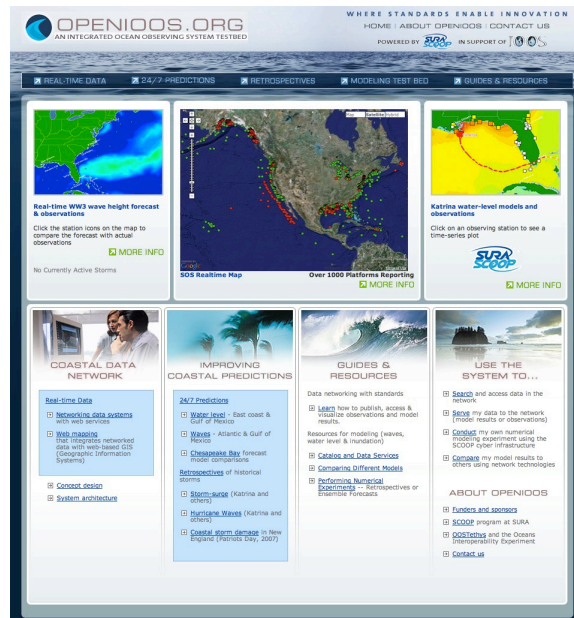 WHERE STANDARDS ENABLE INNOVATION
OPENIOOS.ORG
AN INTEGRATED OCEAN OBSERVING SYSTEM TESTBED
HOME | ABOUT OPENIOOS | CONTACT US
POWERED BY SURA SCOOP IN SUPPORT OF
REAL-TIME DATA
24/7 PREDICTIONS
RETROSPECTIVES
MODELING TEST BED
GUIDES & RESOURCES
Real-time WW3 wave height forecast
& observations
Click the station icons on the map to
compare the forecast with actual
observations
MORE INFO
No Currently Active Storms
Map Satellite Hybrid
Google
SOS Realtime Map
Over 1000 Platforms Reporting
MORE INFO
Katrina water-level models and
observations
Click on an observing station to see a
time-series plot
SURA
SCOOP
MORE INFO
COASTAL DATA
NETWORK
Real-time Data
Networking data systems
with web services
Web mapping
that integrates networked
data with web-based GIS
(Geographic Information
Systems)
Concept design
System architecture
IMPROVING
COASTAL PREDICTIONS
24/7 Predictions
Water level - East coast &
Gulf of Mexico
Waves - Atlantic & Gulf of
Mexico
Chesapeake Bay forecast
model comparisons
Retrospectives of historical
storms
Storm-surge (Katrina and
others)
Hurricane Waves (Katrina and
others)
Coastal storm damage in New
England (Patriots Day, 2007)
GUIDES &
RESOURCES
Data networking with standards
Learn how to publish, access &
visualize observations and model
results.
Resources for modeling (waves,
water level & inundation)
Catalog and Data Services
Comparing Different Models
Performing Numerical
Experiments -- Retrospectives or
Ensemble Forecasts
USE THE
SYSTEM TO...
Search and access data in the
network
Serve my data to the network
(model results or observations)
Conduct my own numerical
modeling experiment using the
SCOOP cyber infrastructure
Compare my model results to
others using network technologies
ABOUT OPENIOOS
Funders and sponsors
SCOOP program at SURA
OOSTethys and the Oceans
Interoperability Experiment
Contact us